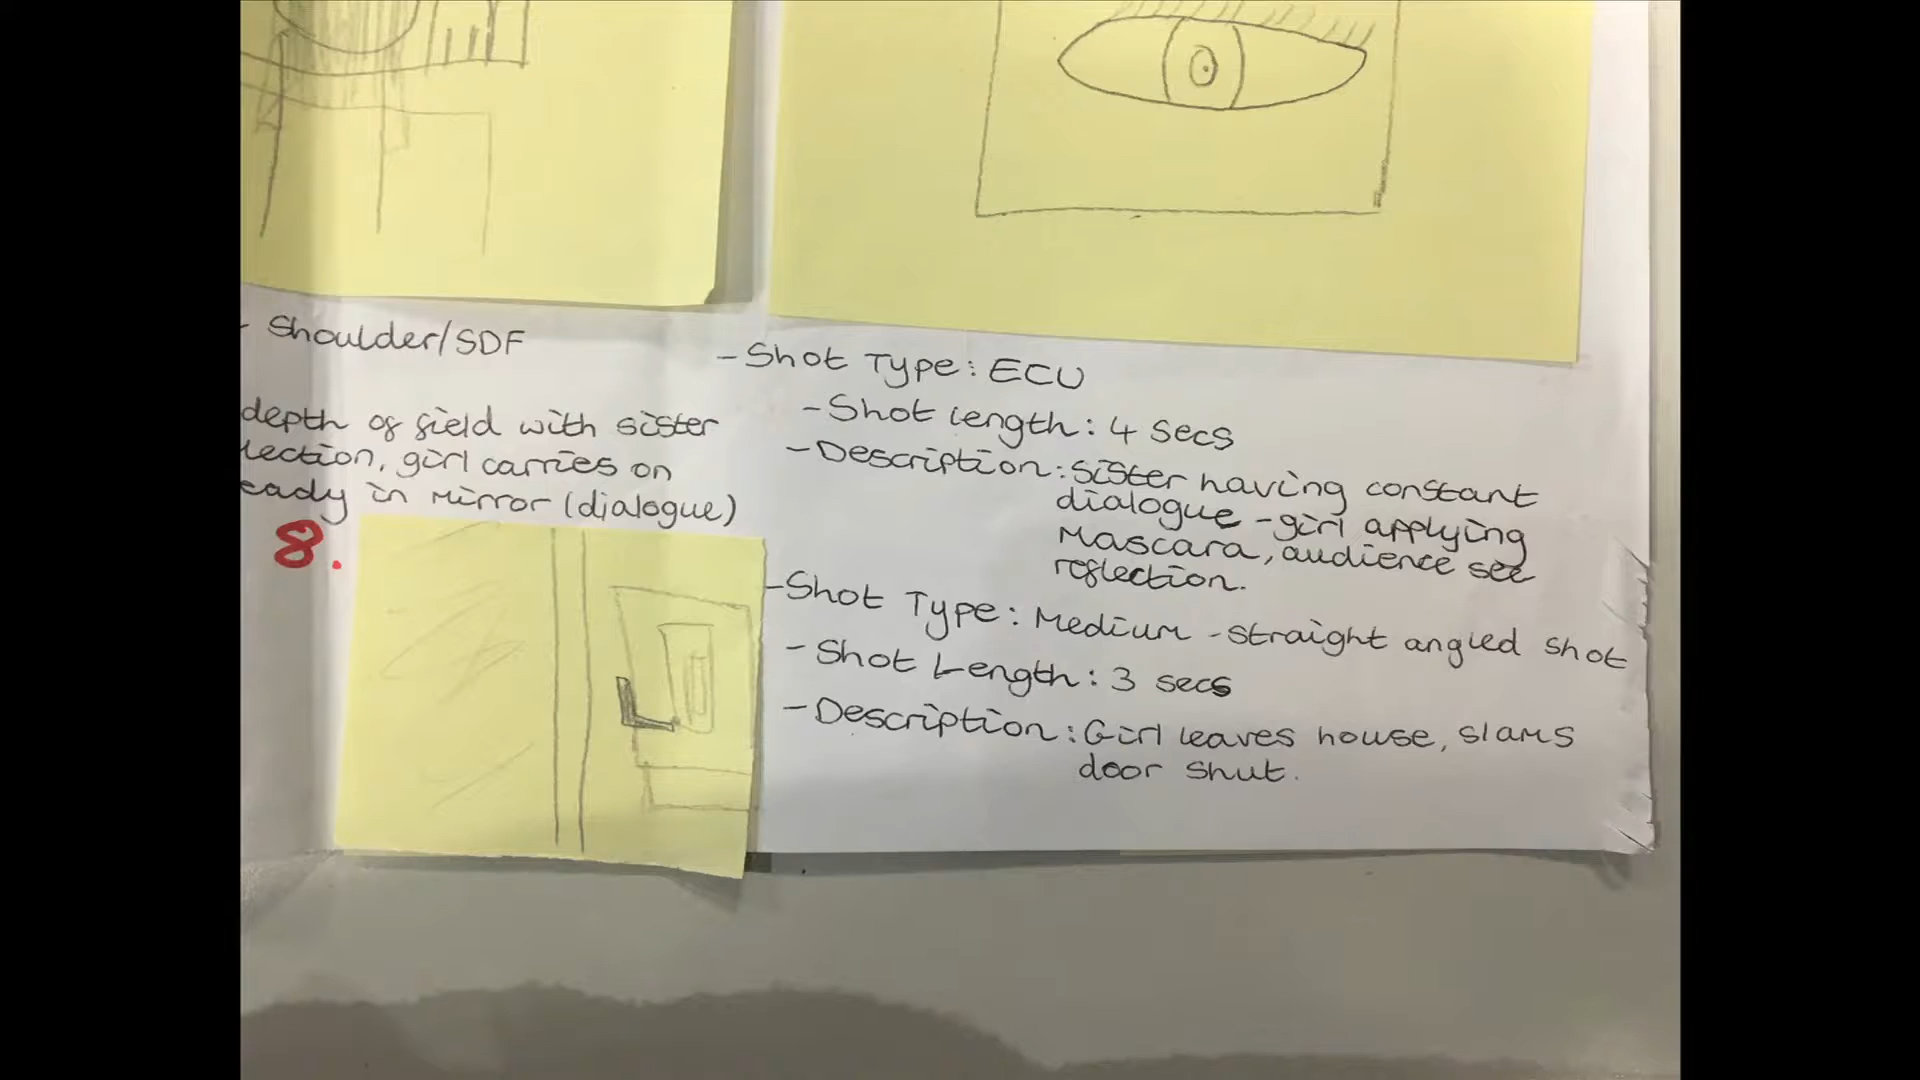 - Shoulder/SDF
depth of field with sister
lection, girl carries on
eady in mirror (dialogue)
- Shot Type: ECU
- Shot length: 4 secs
- Description: sister having constant
dialogue - girl applying
mascara, audience see
reflection.
8.
- Shot Type: Medium - straight angled shot
- Shot Length: 3 secs
- Description: Girl leaves house, slams
door shut.